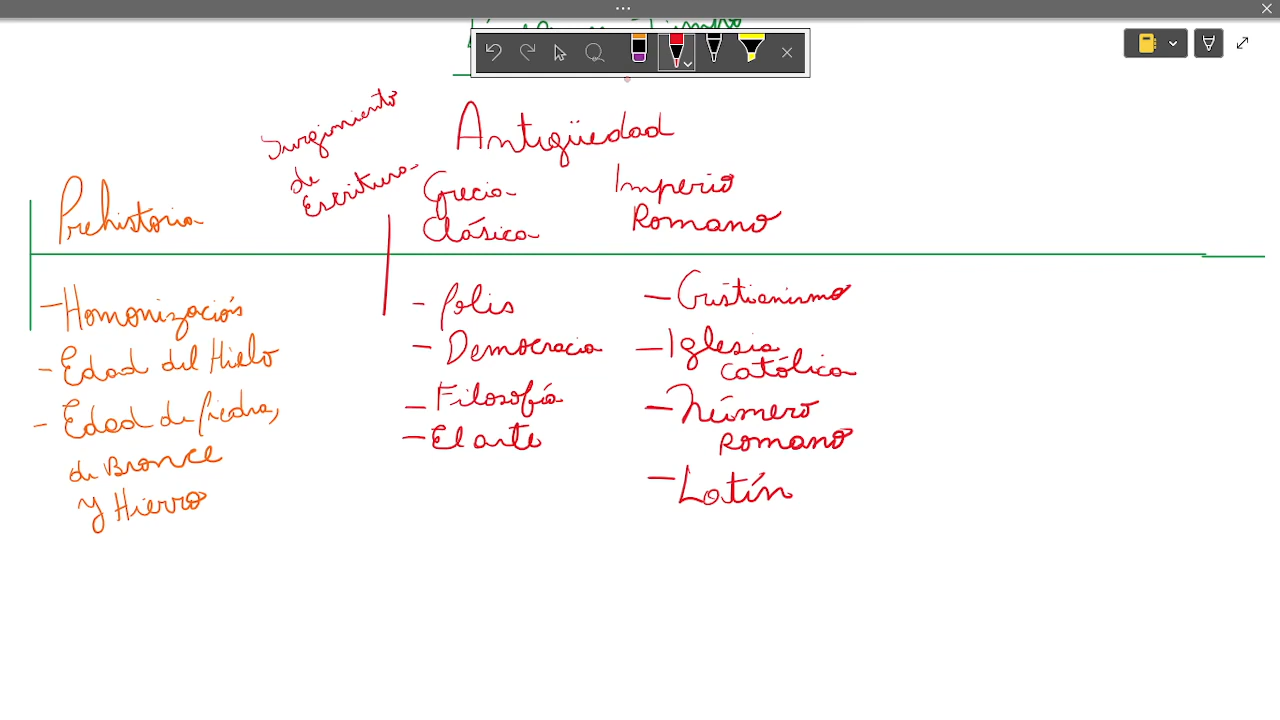 Prehistoria
- Homonización
- Edad del Hielo
- Edad de piedra,
de Bronce
y Hierro
Surgimiento
de
Escritura
Antigüedad
Grecia
Clásica
- Polis
- Democracia
- Filosofía
- El arte
Imperio
Romano
- Cristianismo
- Iglesia
católica
- Número
romano
- Latín